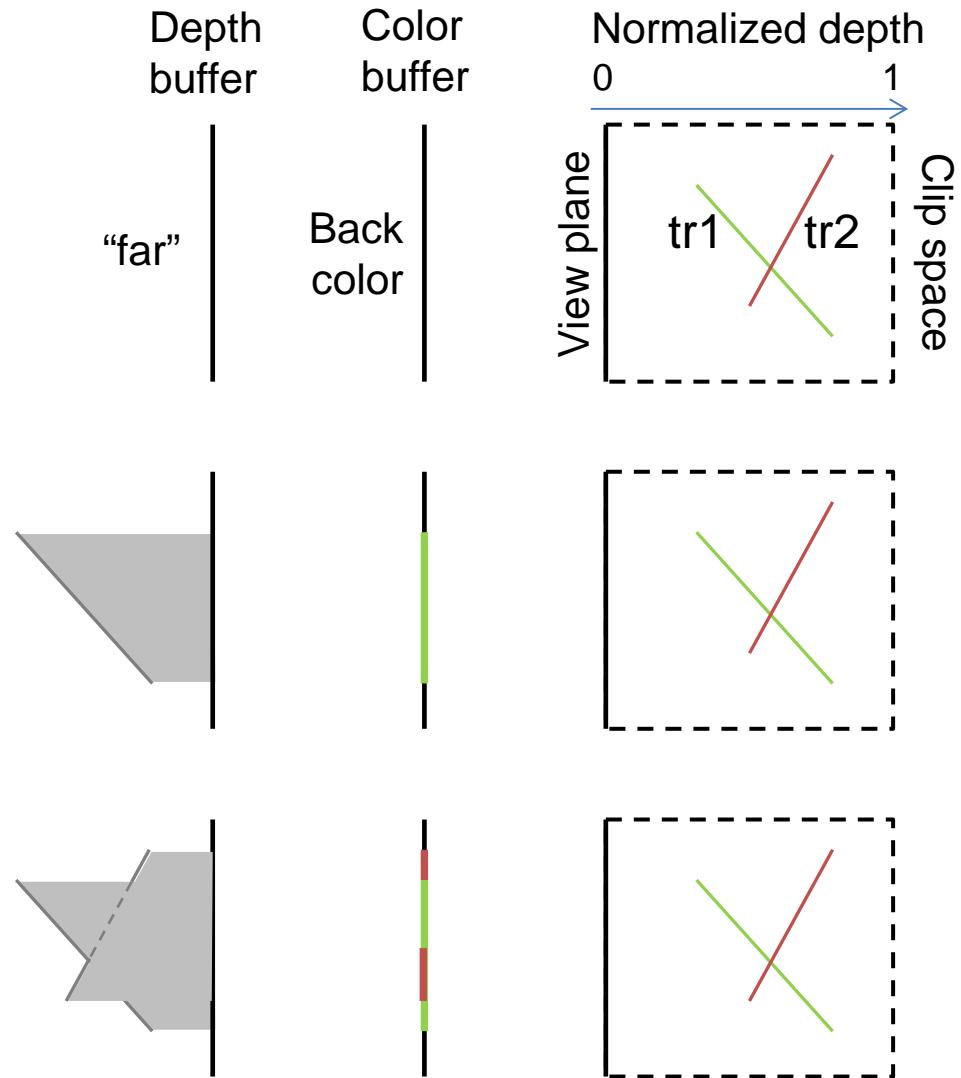 Depth
buffer
Color
buffer
Normalized depth
0
1
"far"
Back
color
View plane
tr1
tr2
Clip space